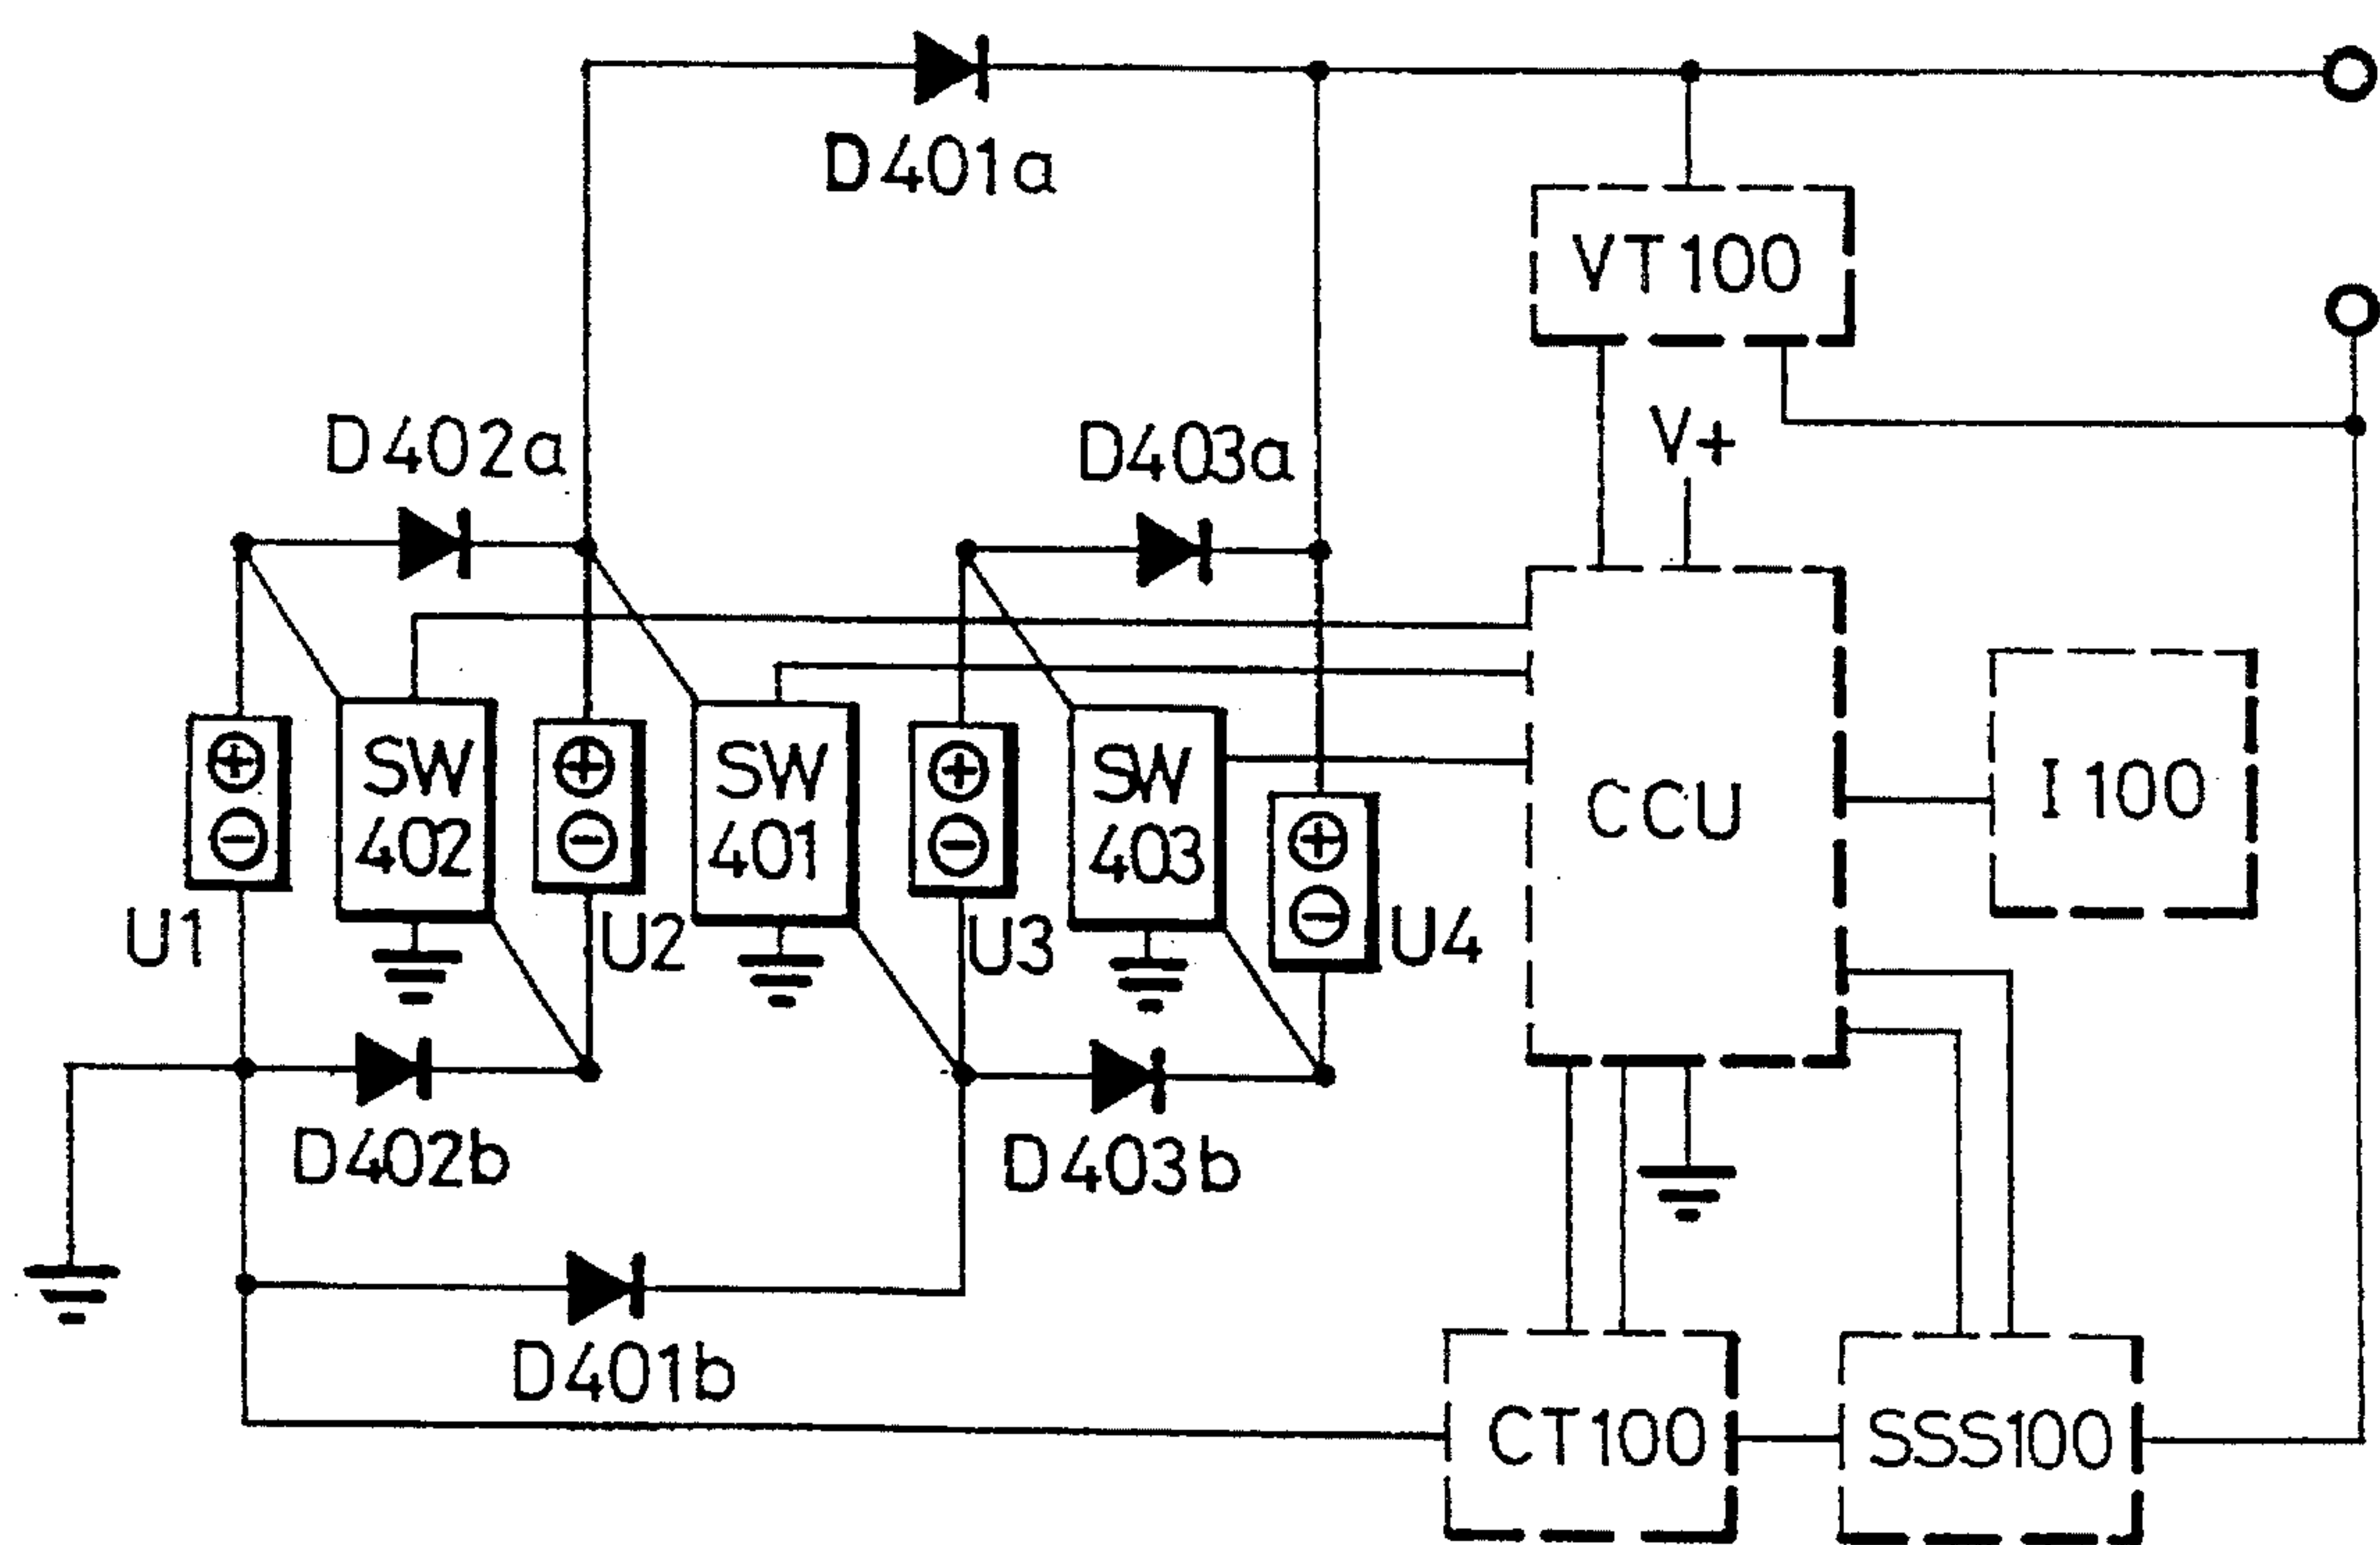 D401a
VT100
V+
D402a
D403a
SW
402
SW
401
SW
403
CCU
I100
U1
U2
U3
U4
D402b
D403b
D401b
CT100
SSS100